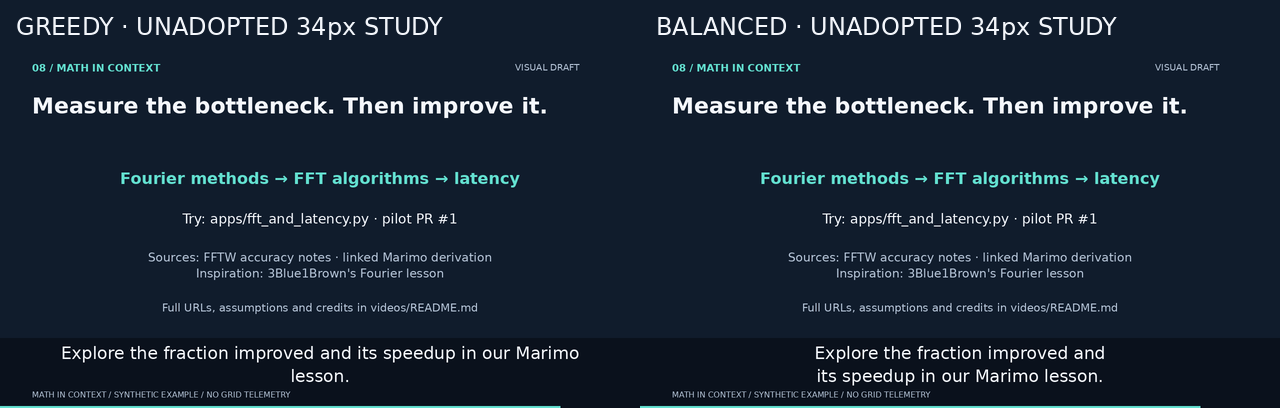 GREEDY · UNADOPTED 34px STUDY
08 / MATH IN CONTEXT
VISUAL DRAFT
Measure the bottleneck. Then improve it.
Fourier methods → FFT algorithms → latency
Try: apps/fft_and_latency.py · pilot PR #1
Sources: FFTW accuracy notes · linked Marimo derivation
Inspiration: 3Blue1Brown's Fourier lesson
Full URLs, assumptions and credits in videos/README.md
Explore the fraction improved and its speedup in our Marimo
lesson.
MATH IN CONTEXT / SYNTHETIC EXAMPLE / NO GRID TELEMETRY
BALANCED · UNADOPTED 34px STUDY
08 / MATH IN CONTEXT
VISUAL DRAFT
Measure the bottleneck. Then improve it.
Fourier methods → FFT algorithms → latency
Try: apps/fft_and_latency.py · pilot PR #1
Sources: FFTW accuracy notes · linked Marimo derivation
Inspiration: 3Blue1Brown's Fourier lesson
Full URLs, assumptions and credits in videos/README.md
Explore the fraction improved and
its speedup in our Marimo lesson.
MATH IN CONTEXT / SYNTHETIC EXAMPLE / NO GRID TELEMETRY